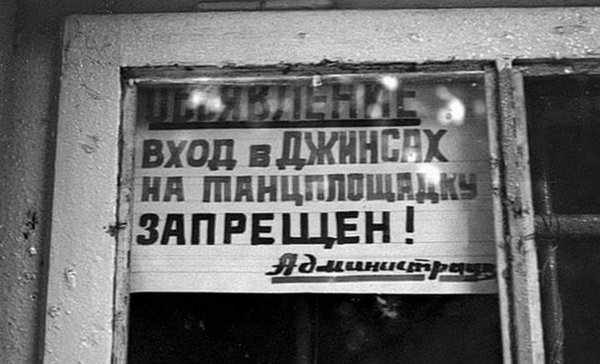 ОБЪЯВЛЕНИЕ
ВХОД в ДЖИНСАХ
НА ТАНЦПЛОЩАДКУ
ЗАПРЕЩЕН!
Администрация